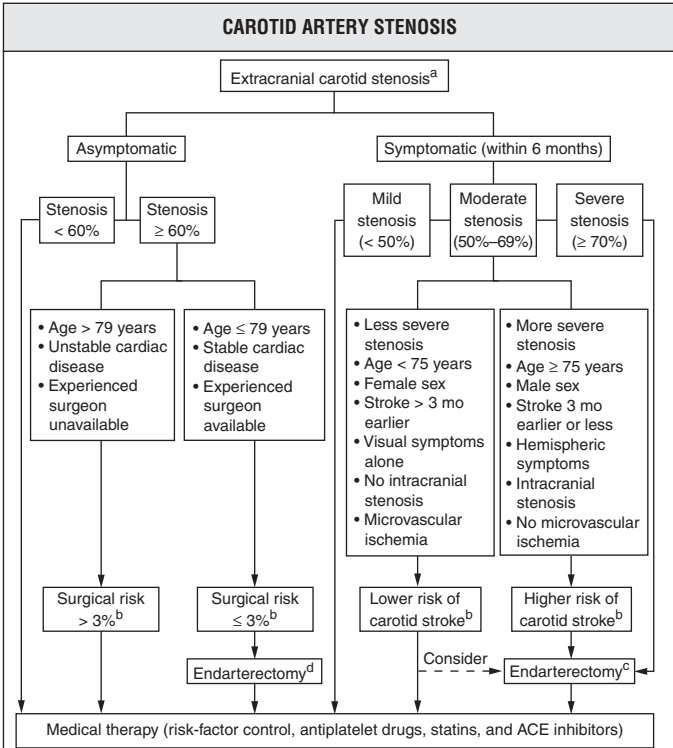 CAROTID ARTERY STENOSIS
Extracranial carotid stenosisa
Asymptomatic
Symptomatic (within 6 months)
Stenosis
< 60%
Stenosis
≥ 60%
Mild
stenosis
(< 50%)
Moderate
stenosis
(50%–69%)
Severe
stenosis
(≥ 70%)
• Age > 79 years
• Unstable cardiac
disease
• Experienced
surgeon
unavailable
• Age ≤ 79 years
• Stable cardiac
disease
• Experienced
surgeon
available
• Less severe
stenosis
• Age < 75 years
• Female sex
• Stroke > 3 mo
earlier
• Visual symptoms
alone
• No intracranial
stenosis
• Microvascular
ischemia
• More severe
stenosis
• Age ≥ 75 years
• Male sex
• Stroke 3 mo
earlier or less
• Hemispheric
symptoms
• Intracranial
stenosis
• No microvascular
ischemia
Surgical risk
> 3%b
Surgical risk
≤ 3%b
Lower risk of
carotid strokeb
Higher risk of
carotid strokeb
Endarterectomyd
Consider
Endarterectomyc
Medical therapy (risk-factor control, antiplatelet drugs, statins, and ACE inhibitors)